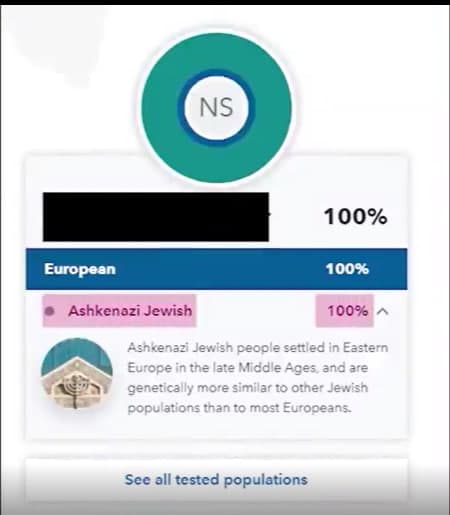 NS
100%
European 100%
Ashkenazi Jewish 100%
Ashkenazi Jewish people settled in Eastern
Europe in the late Middle Ages, and are
genetically more similar to other Jewish
populations than to most Europeans.
See all tested populations